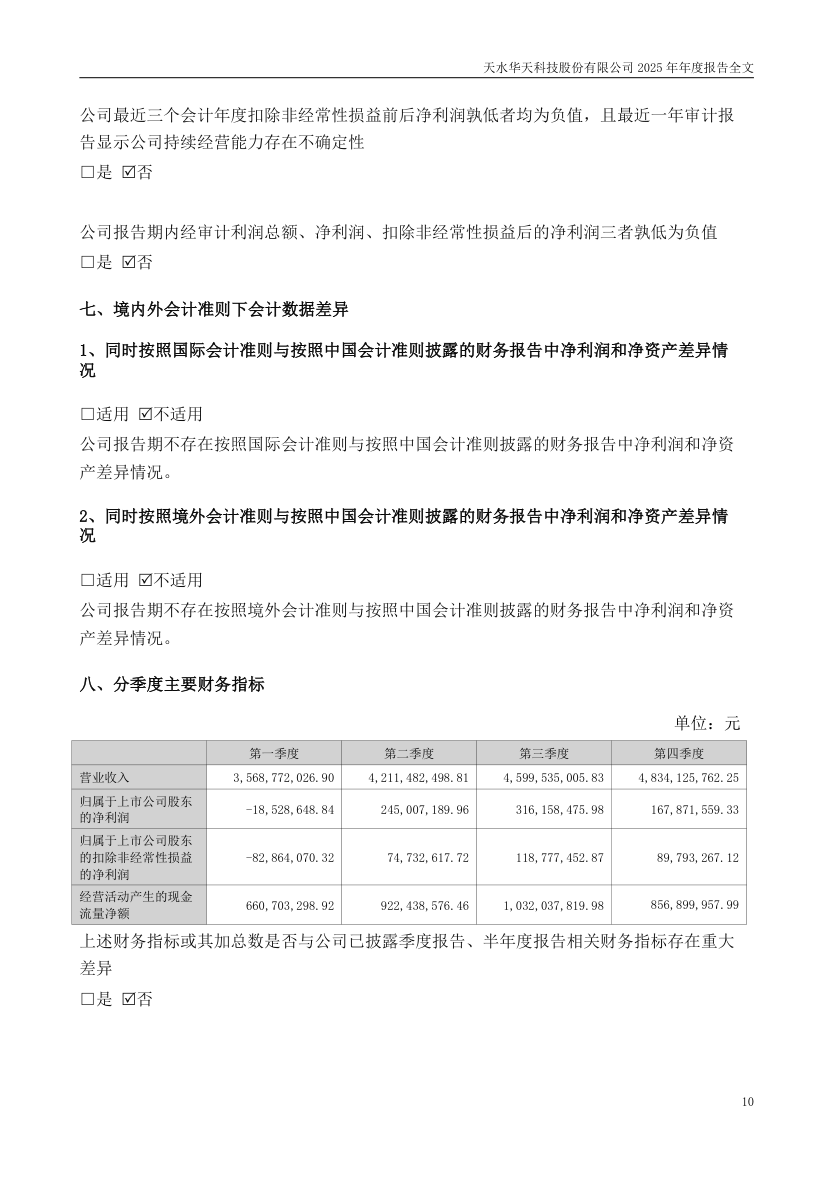 天水华天科技股份有限公司 2025 年年度报告全文
公司最近三个会计年度扣除非经常性损益前后净利润孰低者均为负值，且最近一年审计报
告显示公司持续经营能力存在不确定性
□是 ☑否
公司报告期内经审计利润总额、净利润、扣除非经常性损益后的净利润三者孰低为负值
□是 ☑否
七、境内外会计准则下会计数据差异
1、同时按照国际会计准则与按照中国会计准则披露的财务报告中净利润和净资产差异情
况
□适用 ☑不适用
公司报告期不存在按照国际会计准则与按照中国会计准则披露的财务报告中净利润和净资
产差异情况。
2、同时按照境外会计准则与按照中国会计准则披露的财务报告中净利润和净资产差异情
况
□适用 ☑不适用
公司报告期不存在按照境外会计准则与按照中国会计准则披露的财务报告中净利润和净资
产差异情况。
八、分季度主要财务指标
单位：元
第一季度 第二季度 第三季度 第四季度
营业收入 3,568,772,026.90 4,211,482,498.81 4,599,535,005.83 4,834,125,762.25
归属于上市公司股东
的净利润 -18,528,648.84 245,007,189.96 316,158,475.98 167,871,559.33
归属于上市公司股东
的扣除非经常性损益 -82,864,070.32 74,732,617.72 118,777,452.87 89,793,267.12
的净利润
经营活动产生的现金
流量净额 660,703,298.92 922,438,576.46 1,032,037,819.98 856,899,957.99
上述财务指标或其加总数是否与公司已披露季度报告、半年度报告相关财务指标存在重大
差异
□是 ☑否
10